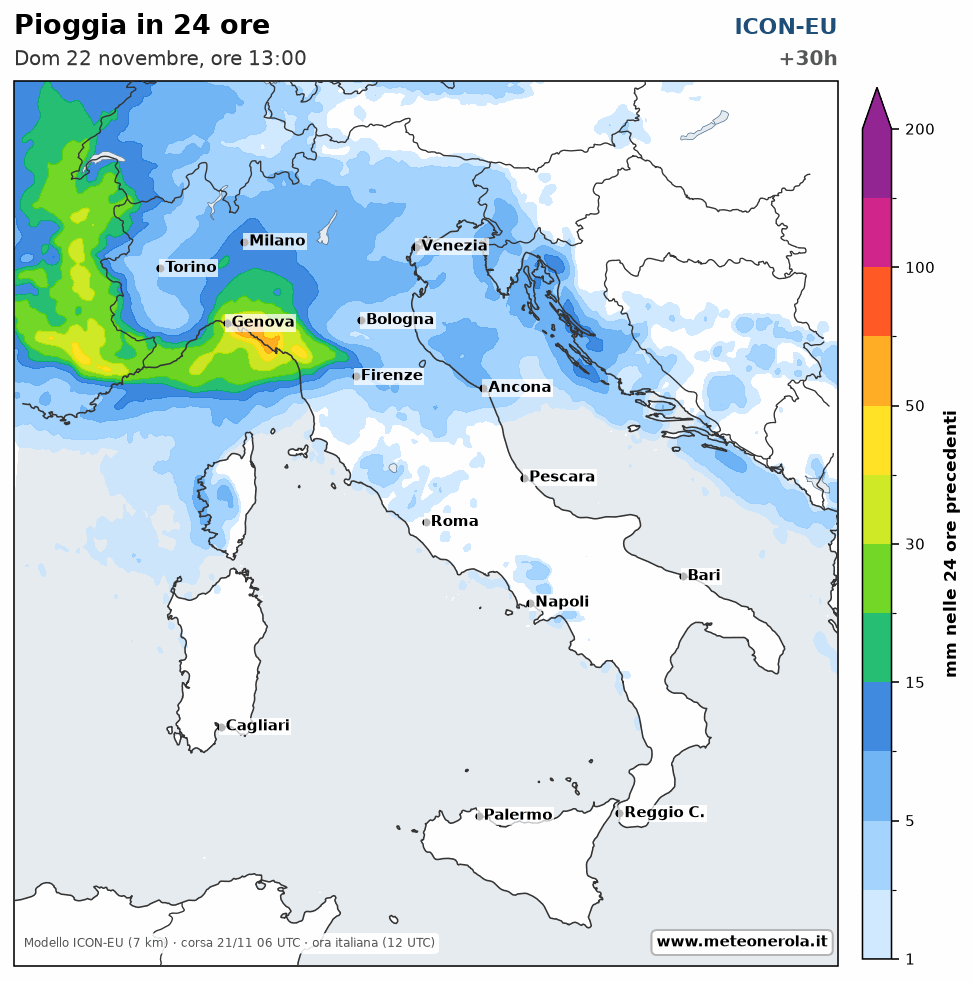 Pioggia in 24 ore
ICON-EU
Dom 22 novembre, ore 13:00
+30h
200
Milano
Venezia
Torino
100
Genova
Bologna
Firenze
Ancona
50
Pescara
Roma
30
Bari
Napoli
15
Cagliari
Palermo
Reggio C.
5
1
mm nelle 24 ore precedenti
Modello ICON-EU (7 km) · corsa 21/11 06 UTC · ora italiana (12 UTC)
www.meteonerola.it